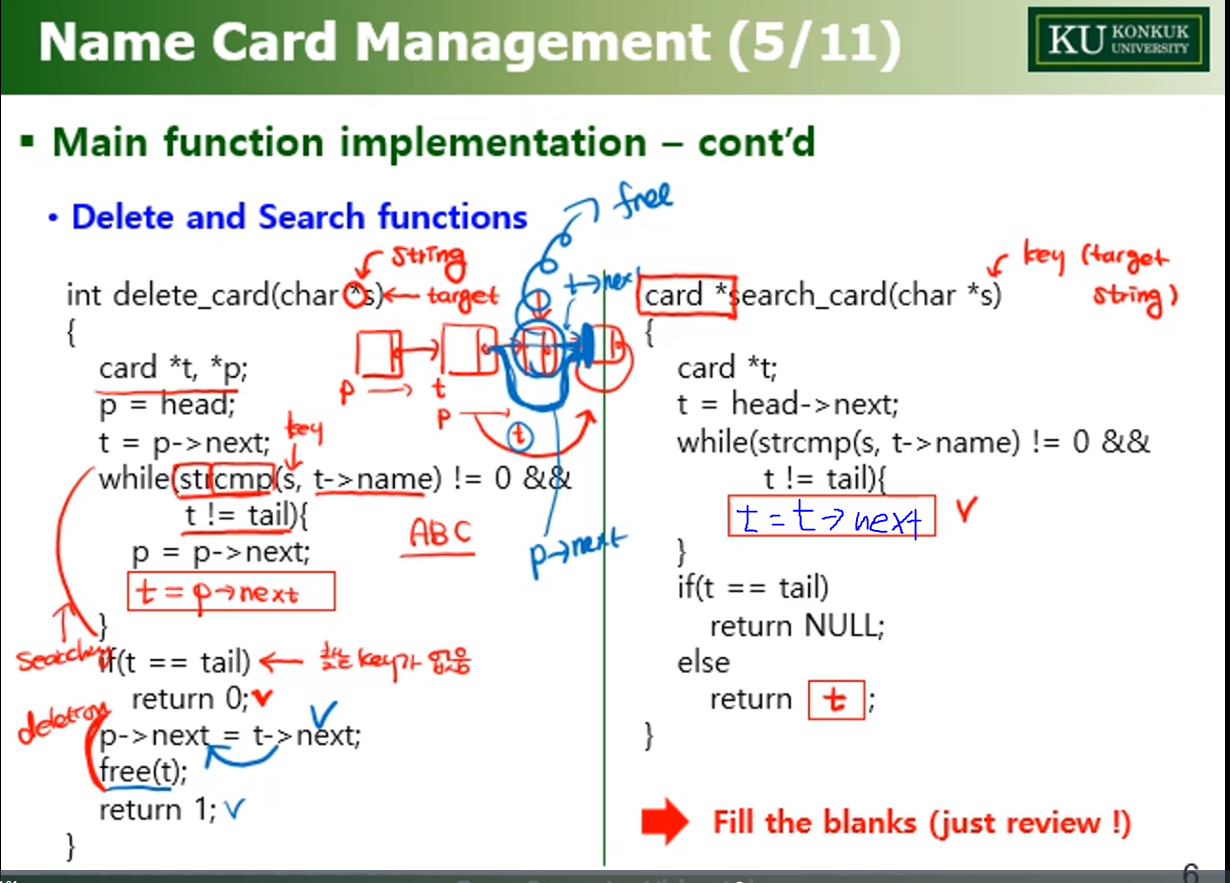 Name Card Management (5/11)
KU KONKUK
UNIVERSITY
▪ Main function implementation – cont'd
• Delete and Search functions
free
string
t→next
int delete_card(char *s) ← target
{
card *t, *p;
p = head;
t = p->next;
while(strcmp(s, t->name) != 0 &&
t != tail){
p = p->next;
t = p→next
}
if(t == tail) ← 찾는 key가 없음
return 0;
p->next = t->next;
free(t);
return 1;
}
key
p
t
p
t
ABC
p→next
searching
deletion
key (target
string)
card *search_card(char *s)
{
card *t;
t = head->next;
while(strcmp(s, t->name) != 0 &&
t != tail){
t = t→next
}
if(t == tail)
return NULL;
else
return t ;
}
Fill the blanks (just review !)
6